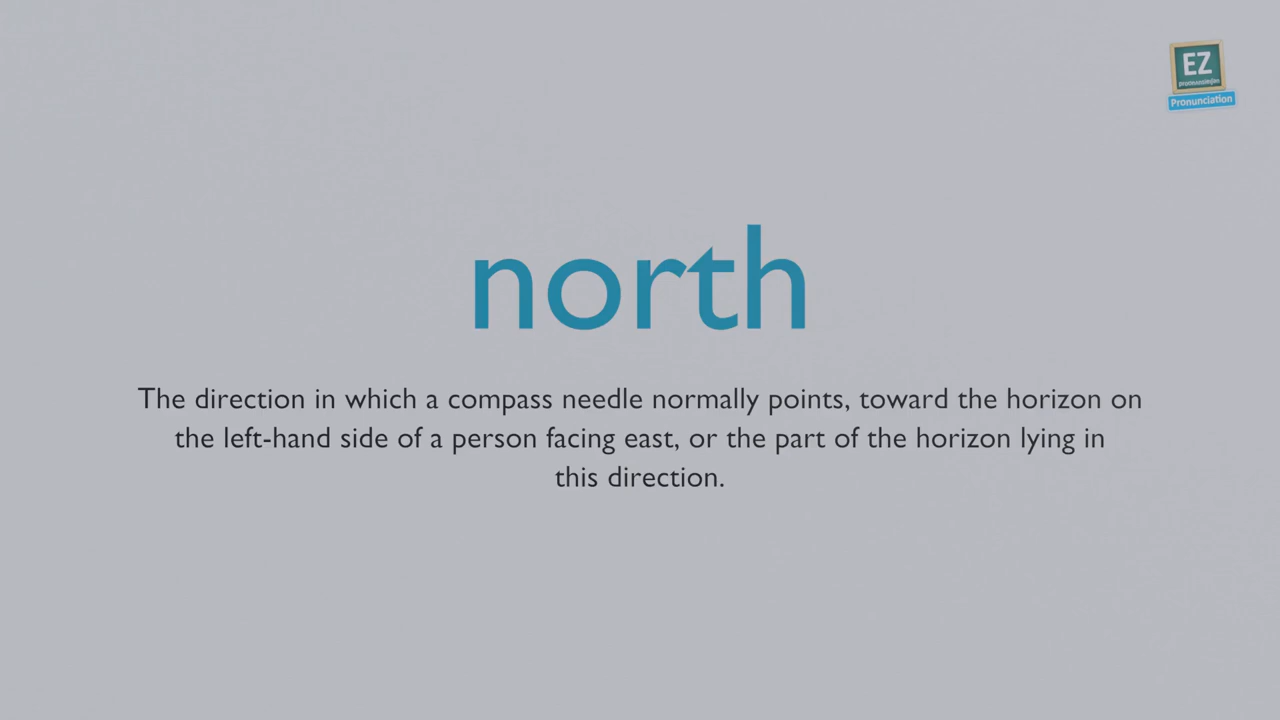 EZ
Pronunciation
north
The direction in which a compass needle normally points, toward the horizon on
the left-hand side of a person facing east, or the part of the horizon lying in
this direction.